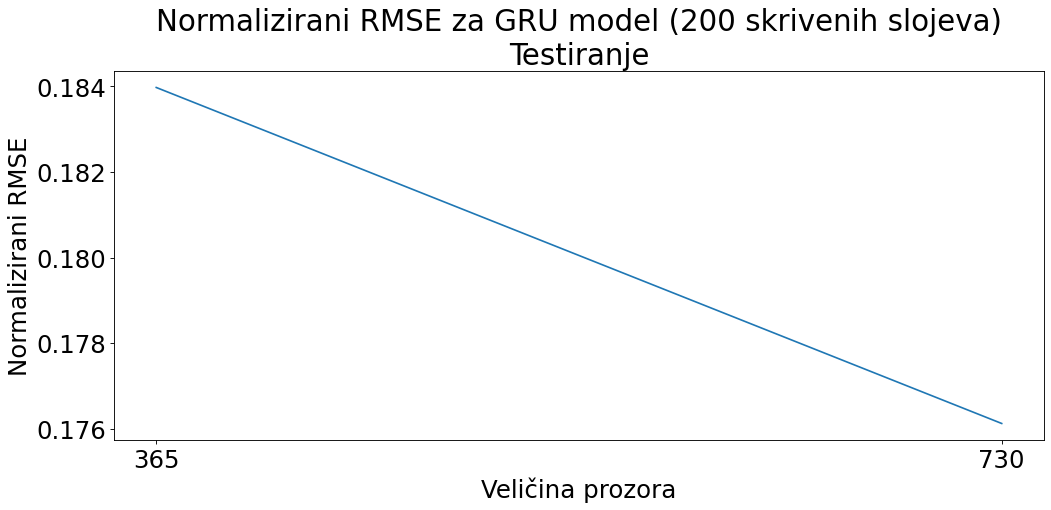 Normalizirani RMSE za GRU model (200 skrivenih slojeva)
Testiranje
Normalizirani RMSE
0.184
0.182
0.180
0.178
0.176
365
730
Veličina prozora